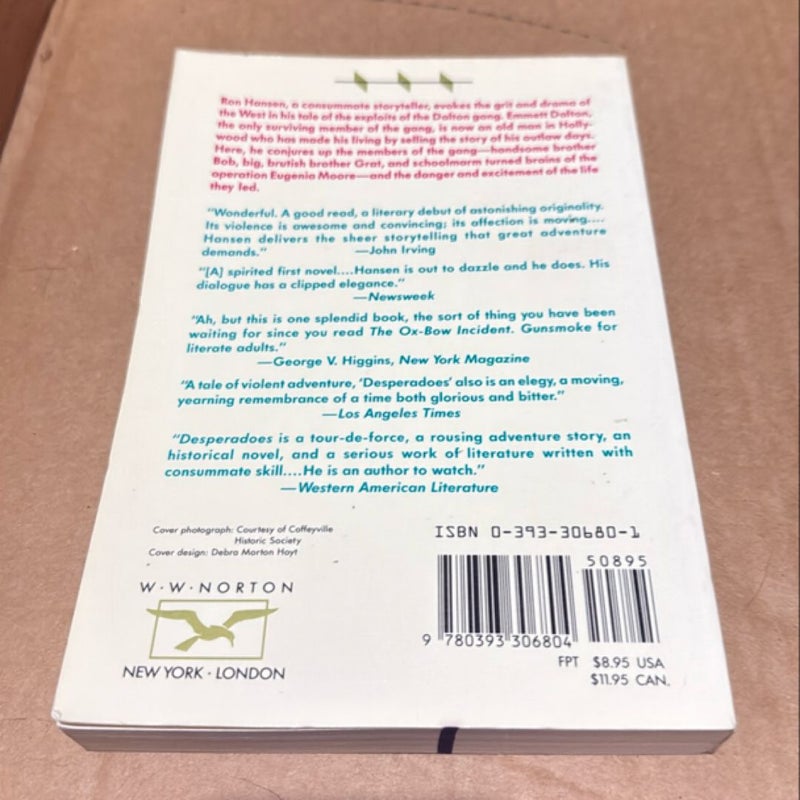 Ron Hansen, a consummate storyteller, evokes the grit and drama of
the West in his tale of the exploits of the Dalton gang. Emmett Dalton,
the only surviving member of the gang, is now an old man in Holly-
wood who has made his living by selling the story of his outlaw days.
Here, he conjures up the members of the gang—handsome brother
Bob, big, brutish brother Grat, and schoolmarm turned brains of the
operation Eugenia Moore—and the danger and excitement of the life
they led.
"Wonderful. A good read, a literary debut of astonishing originality.
Its violence is awesome and convincing; its affection is moving....
Hansen delivers the sheer storytelling that great adventure
demands." —John Irving
"[A] spirited first novel....Hansen is out to dazzle and he does. His
dialogue has a clipped elegance."
—Newsweek
"Ah, but this is one splendid book, the sort of thing you have been
waiting for since you read The Ox-Bow Incident. Gunsmoke for
literate adults."
—George V. Higgins, New York Magazine
"A tale of violent adventure, 'Desperadoes' also is an elegy, a moving,
yearning remembrance of a time both glorious and bitter."
—Los Angeles Times
"Desperadoes is a tour-de-force, a rousing adventure story, an
historical novel, and a serious work of literature written with
consummate skill....He is an author to watch."
—Western American Literature
Cover photograph: Courtesy of Coffeyville
Historic Society
Cover design: Debra Morton Hoyt
W·W·NORTON
NEW YORK · LONDON
ISBN 0-393-30680-1
50895
9 780393 306804
FPT $8.95 USA
$11.95 CAN.